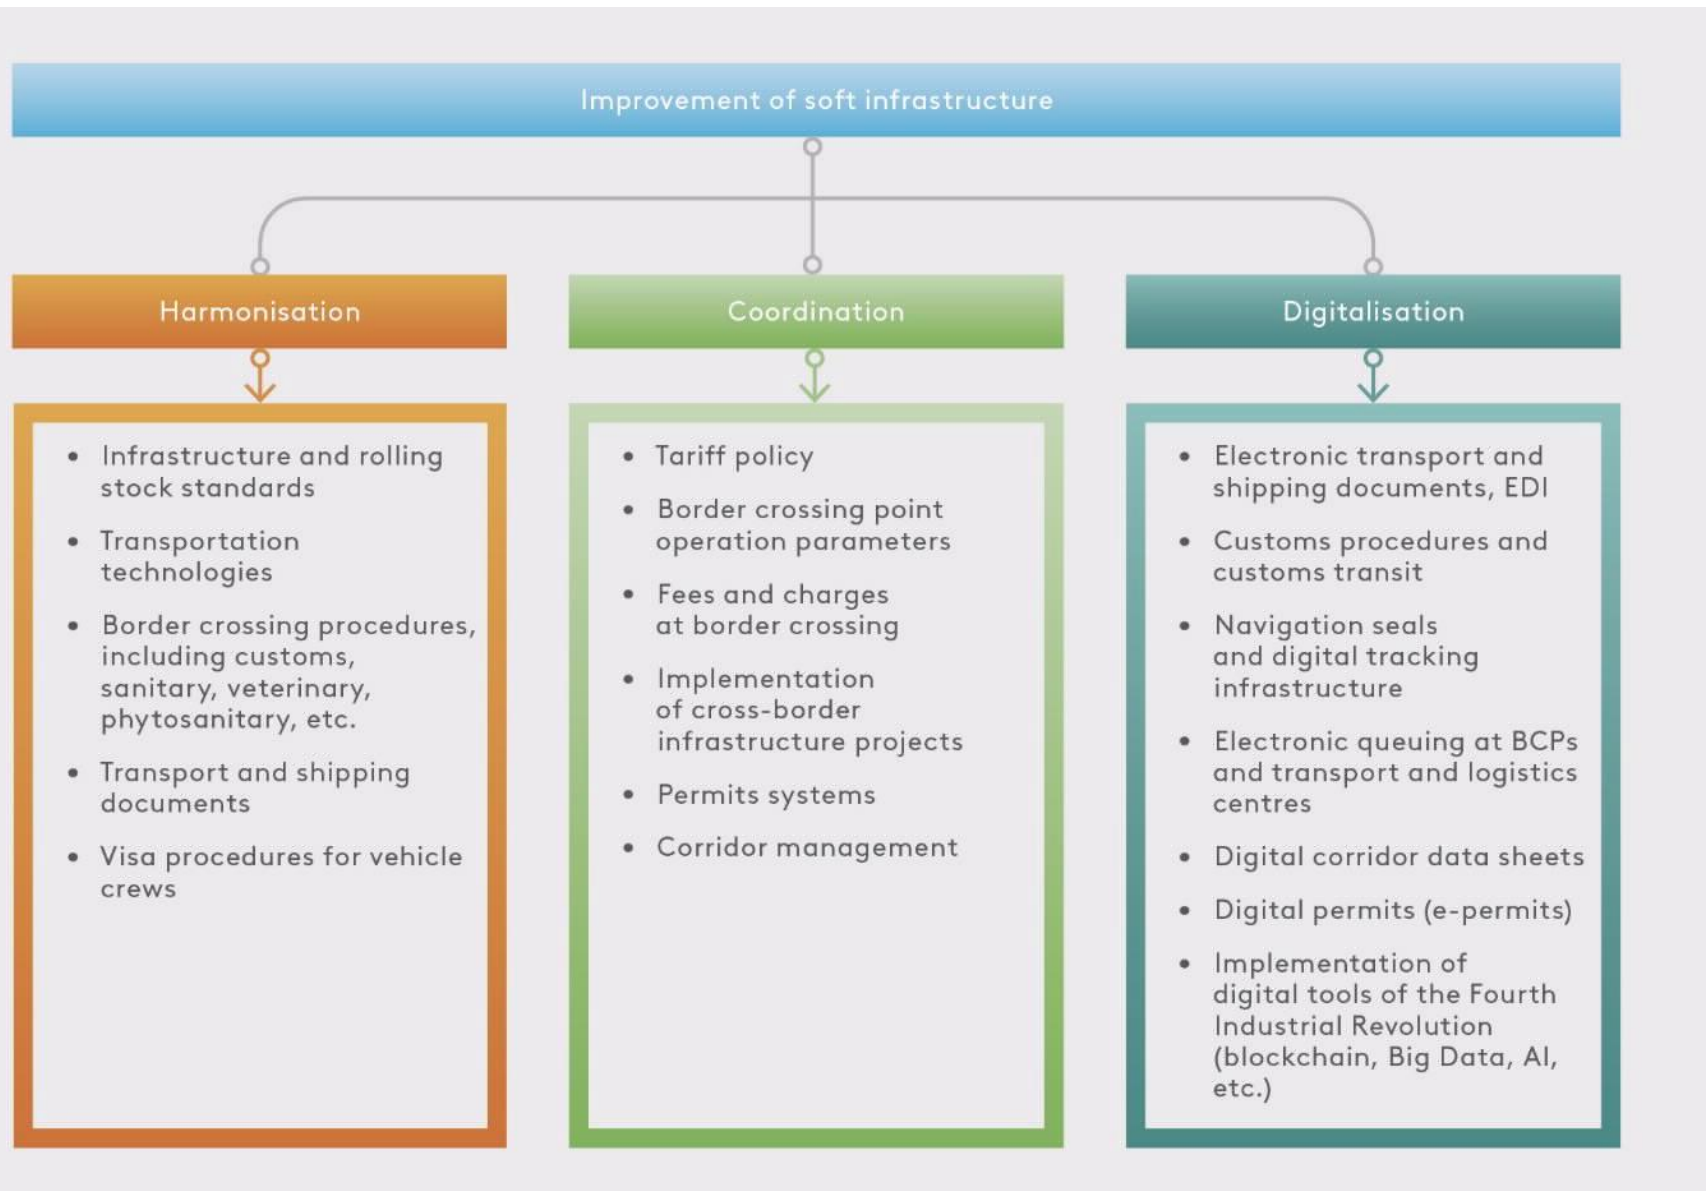 Improvement of soft infrastructure
Harmonisation
• Infrastructure and rolling
stock standards
• Transportation
technologies
• Border crossing procedures,
including customs,
sanitary, veterinary,
phytosanitary, etc.
• Transport and shipping
documents
• Visa procedures for vehicle
crews
Coordination
• Tariff policy
• Border crossing point
operation parameters
• Fees and charges
at border crossing
• Implementation
of cross-border
infrastructure projects
• Permits systems
• Corridor management
Digitalisation
• Electronic transport and
shipping documents, EDI
• Customs procedures and
customs transit
• Navigation seals
and digital tracking
infrastructure
• Electronic queuing at BCPs
and transport and logistics
centres
• Digital corridor data sheets
• Digital permits (e-permits)
• Implementation of
digital tools of the Fourth
Industrial Revolution
(blockchain, Big Data, AI,
etc.)